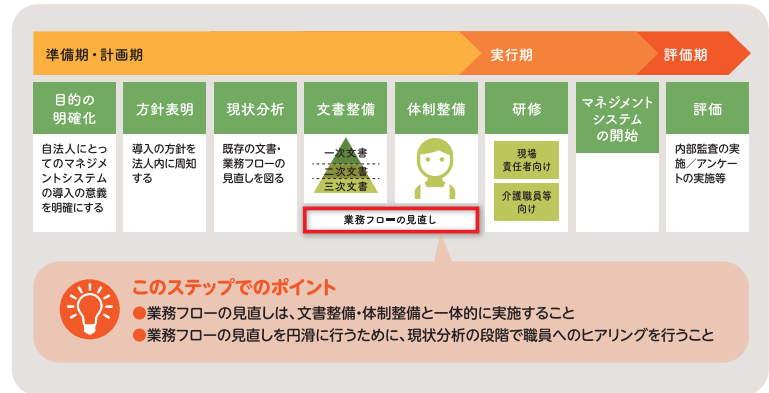 準備期・計画期
実行期
評価期
目的の
明確化
方針表明
現状分析
文書整備
体制整備
研修
マネジメント
システム
の開始
評価
自法人にとっ
てのマネジメ
ントシステム
の導入の意義
を明確にする
導入の方針を
法人内に周知
する
既存の文書・
業務フローの
見直しを図る
一次文書
二次文書
三次文書
現場
責任者向け
介護職員等
向け
内部監査の実
施／アンケー
トの実施等
業務フローの見直し
このステップでのポイント
●業務フローの見直しは、文書整備・体制整備と一体的に実施すること
●業務フローの見直しを円滑に行うために、現状分析の段階で職員へのヒアリングを行うこと